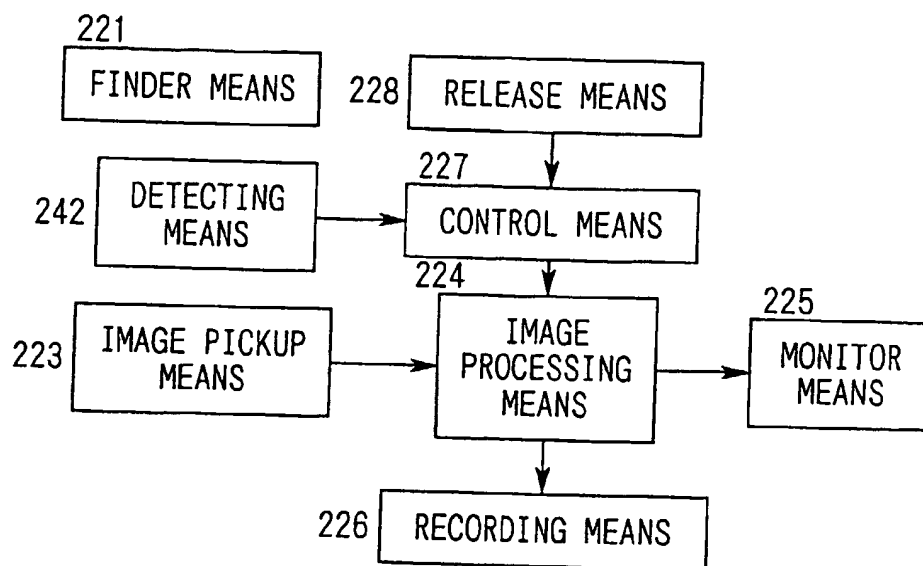 221
FINDER MEANS
228
RELEASE MEANS
227
242
DETECTING
MEANS
CONTROL MEANS
224
223
IMAGE PICKUP
MEANS
IMAGE
PROCESSING
MEANS
225
MONITOR
MEANS
226
RECORDING MEANS